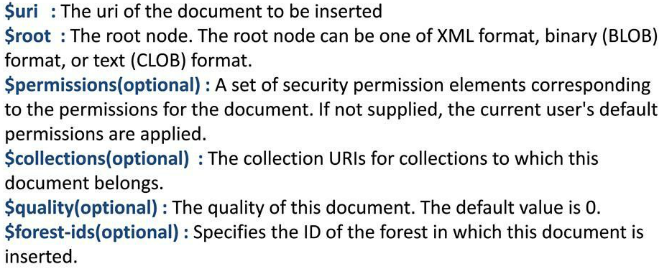 $uri : The uri of the document to be inserted
$root : The root node. The root node can be one of XML format, binary (BLOB)
format, or text (CLOB) format.
$permissions(optional) : A set of security permission elements corresponding
to the permissions for the document. If not supplied, the current user's default
permissions are applied.
$collections(optional) : The collection URIs for collections to which this
document belongs.
$quality(optional) : The quality of this document. The default value is 0.
$forest-ids(optional) : Specifies the ID of the forest in which this document is
inserted.